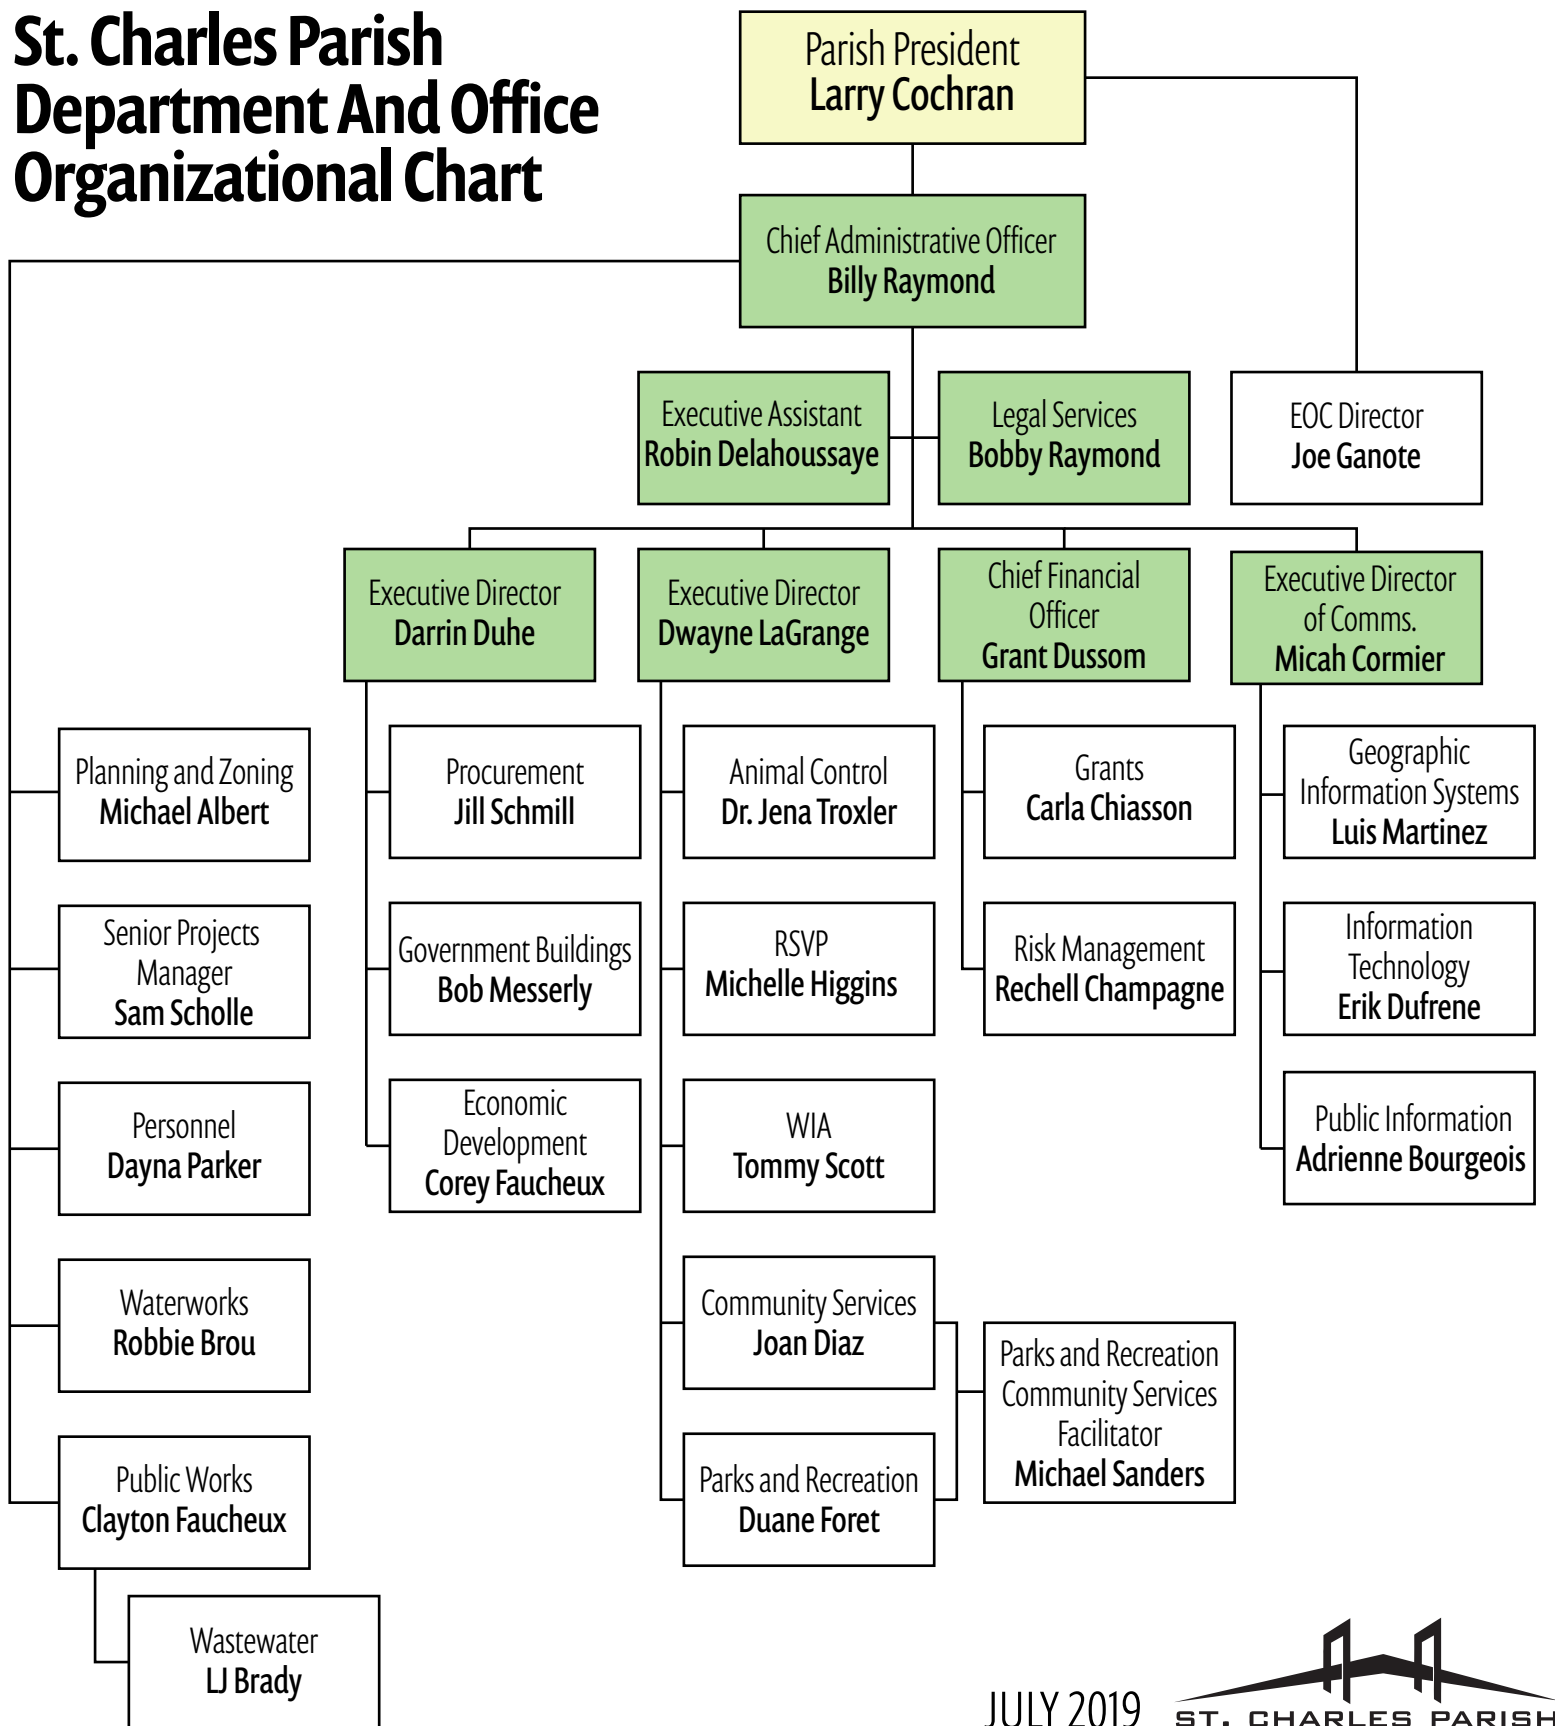 St. Charles Parish
Department And Office
Organizational Chart
Parish President
Larry Cochran
Chief Administrative Officer
Billy Raymond
Executive Assistant
Robin Delahoussaye
Legal Services
Bobby Raymond
EOC Director
Joe Ganote
Executive Director
Darrin Duhe
Executive Director
Dwayne LaGrange
Chief Financial
Officer
Grant Dussom
Executive Director
of Comms.
Micah Cormier
Planning and Zoning
Michael Albert
Senior Projects
Manager
Sam Scholle
Personnel
Dayna Parker
Waterworks
Robbie Brou
Public Works
Clayton Faucheux
Wastewater
LJ Brady
Procurement
Jill Schmill
Government Buildings
Bob Messerly
Economic
Development
Corey Faucheux
Animal Control
Dr. Jena Troxler
RSVP
Michelle Higgins
WIA
Tommy Scott
Community Services
Joan Diaz
Parks and Recreation
Duane Foret
Parks and Recreation
Community Services
Facilitator
Michael Sanders
Grants
Carla Chiasson
Risk Management
Rechell Champagne
Geographic
Information Systems
Luis Martinez
Information
Technology
Erik Dufrene
Public Information
Adrienne Bourgeois
JULY 2019
ST. CHARLES PARISH